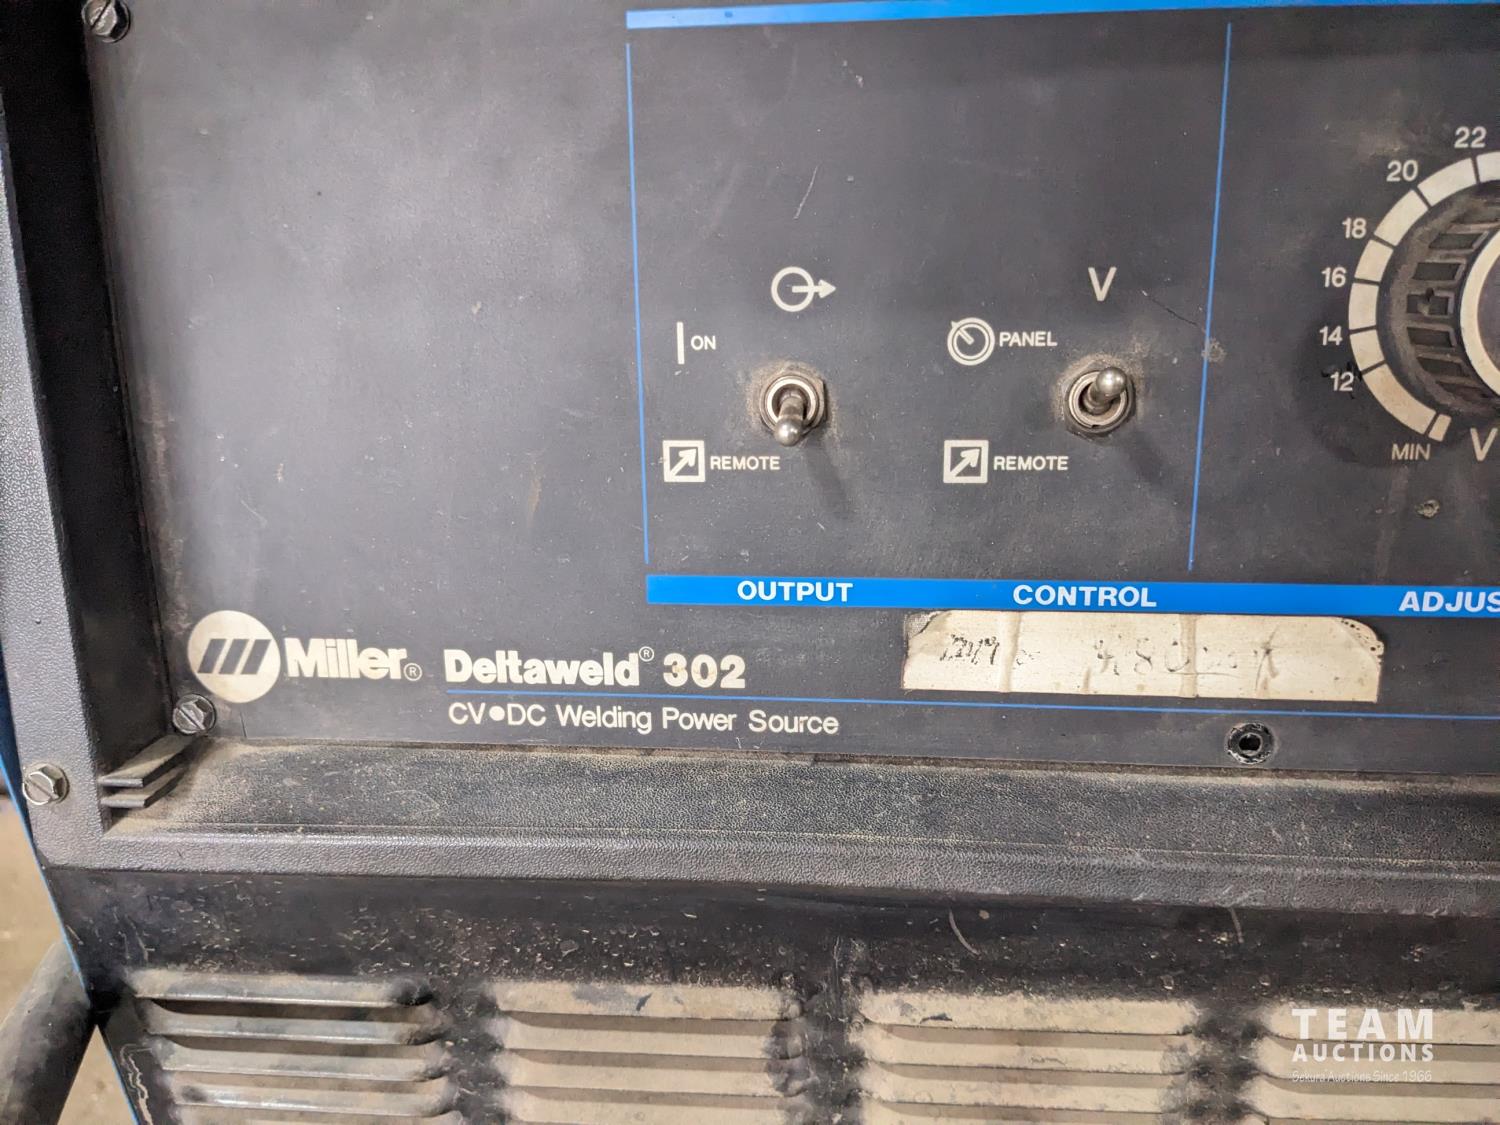 22
20
18
16
14
12
MIN
V
V
ON
PANEL
REMOTE
REMOTE
OUTPUT CONTROL ADJUS
Miller® Deltaweld® 302
CV•DC Welding Power Source
TEAM
AUCTIONS
Sekura Auctions Since 1966